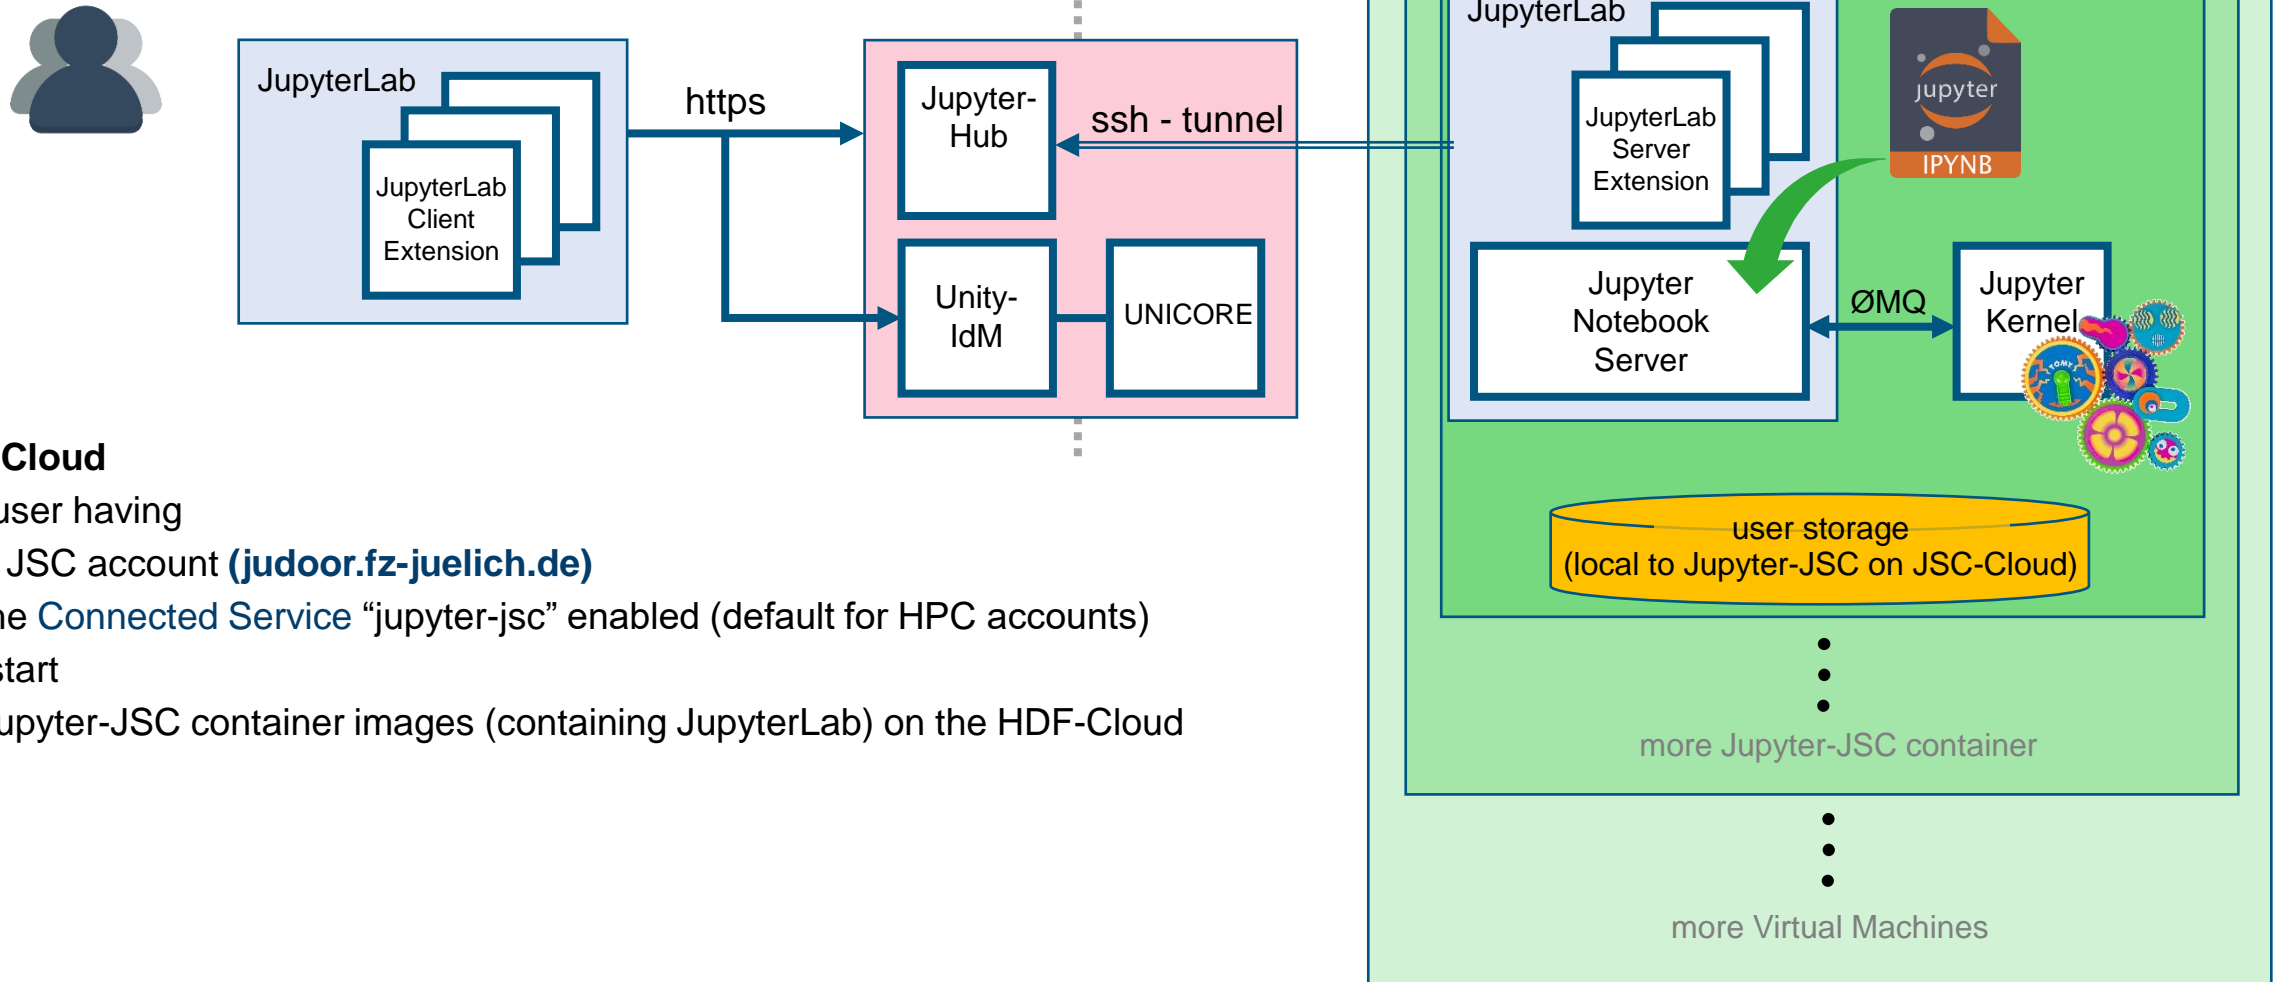 JupyterLab
JupyterLab
Client
Extension
https
Jupyter-
Hub
ssh - tunnel
Unity-
IdM
UNICORE
JupyterLab
JupyterLab
Server
Extension
jupyter
IPYNB
Jupyter
Notebook
Server
ØMQ
Jupyter
Kernel
TOMY
user storage
(local to Jupyter-JSC on JSC-Cloud)
more Jupyter-JSC container
more Virtual Machines
Cloud
user having
JSC account (judoor.fz-juelich.de)
Connected Service “jupyter-jsc” enabled (default for HPC accounts)
start
upyter-JSC container images (containing JupyterLab) on the HDF-Cloud